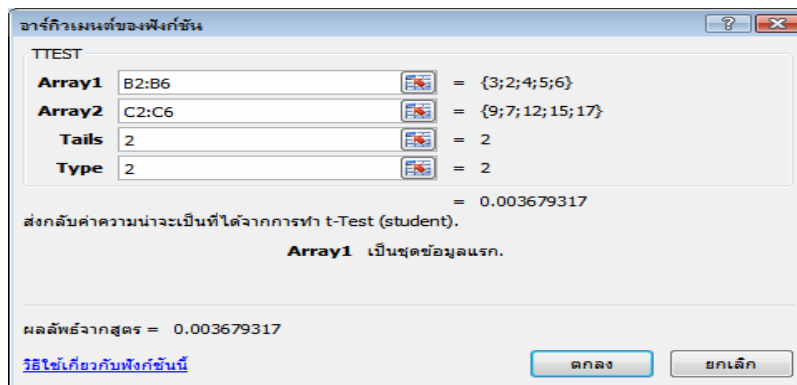 อาร์กิวเมนต์ของฟังก์ชัน
TTEST
Array1 B2:B6 = {3;2;4;5;6}
Array2 C2:C6 = {9;7;12;15;17}
Tails 2 = 2
Type 2 = 2
= 0.003679317
ส่งกลับค่าความน่าจะเป็นที่ได้จากการทำ t-Test (student).
Array1 เป็นชุดข้อมูลแรก.
ผลลัพธ์จากสูตร = 0.003679317
วิธีใช้เกี่ยวกับฟังก์ชันนี้
ตกลง ยกเลิก